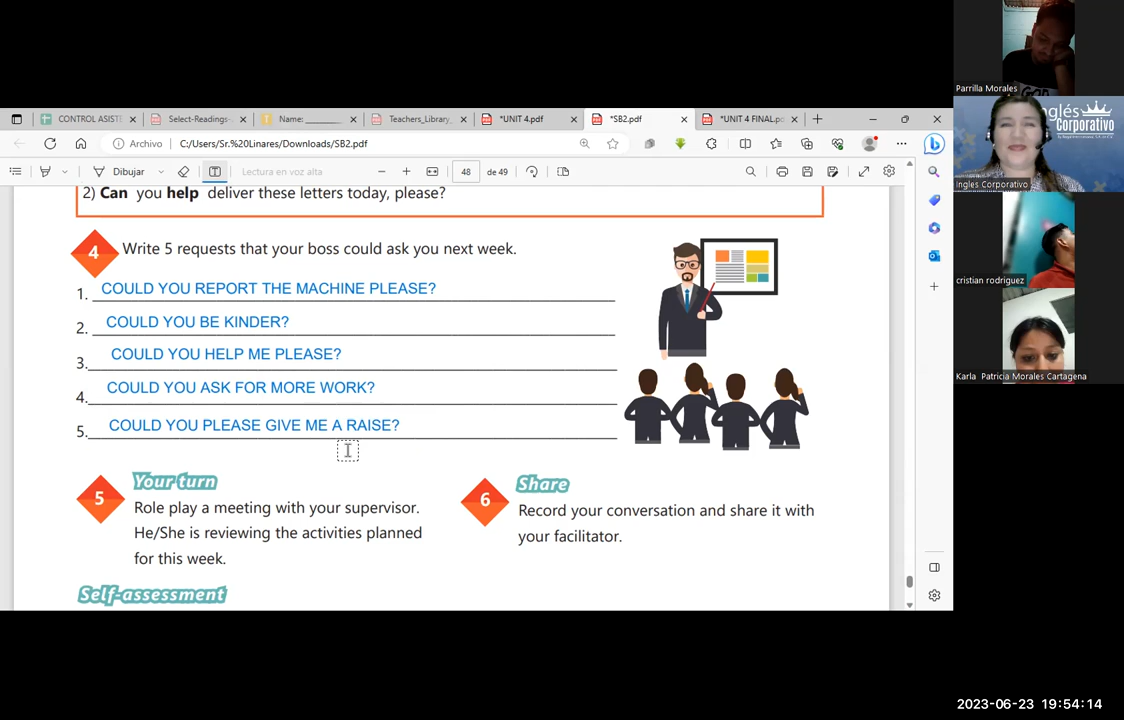 CONTROL ASIST
Select-Readings-
Name: ________
Teachers_Library_
*UNIT 4.pdf
*SB2.pdf
*UNIT 4 FINAL.pd
Archivo
C:/Users/Sr.%20Linares/Downloads/SB2.pdf
Dibujar
Lectura en voz alta
48
de 49
2) Can you help deliver these letters today, please?
4 Write 5 requests that your boss could ask you next week.
1. COULD YOU REPORT THE MACHINE PLEASE?
2. COULD YOU BE KINDER?
3. COULD YOU HELP ME PLEASE?
4. COULD YOU ASK FOR MORE WORK?
5. COULD YOU PLEASE GIVE ME A RAISE?
5 Your turn
Role play a meeting with your supervisor.
He/She is reviewing the activities planned
for this week.
6 Share
Record your conversation and share it with
your facilitator.
Self-assessment
Parrilla Morales
Inglés
Corporativo
Ingles Corporativo
cristian rodriguez
Karla Patricia Morales Cartagena
2023-06-23 19:54:14